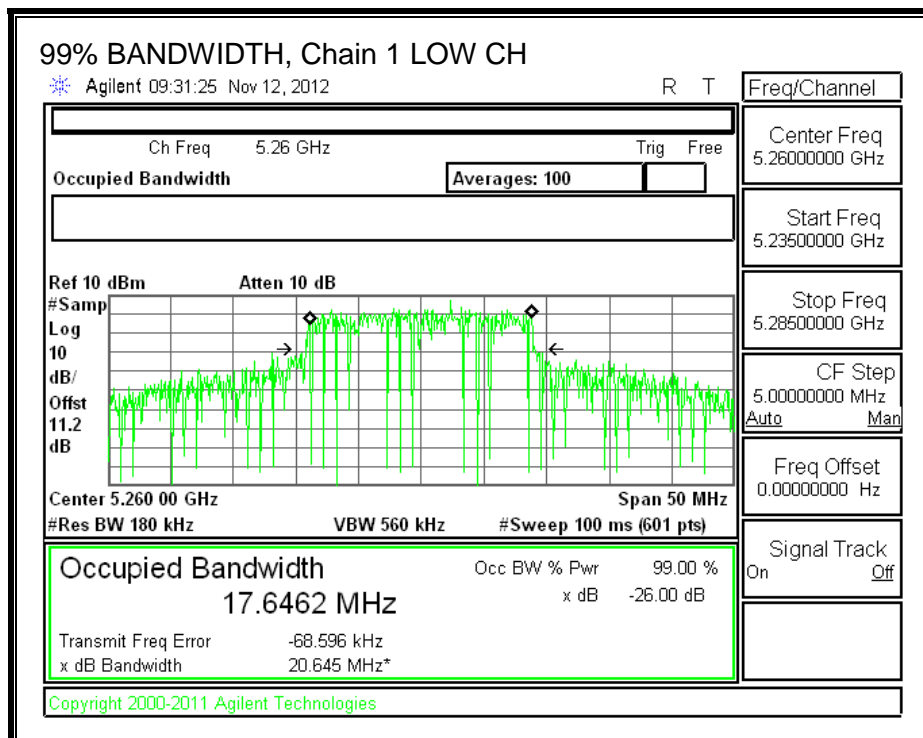 99% BANDWIDTH, Chain 1 LOW CH
Agilent 09:31:25 Nov 12, 2012 R T
Freq/Channel
Ch Freq 5.26 GHz Trig Free
Occupied Bandwidth Averages: 100
Center Freq
5.26000000 GHz
Start Freq
5.23500000 GHz
Stop Freq
5.28500000 GHz
CF Step
5.00000000 MHz
Auto Man
Freq Offset
0.00000000 Hz
Signal Track
On Off
Ref 10 dBm Atten 10 dB
#Samp
Log
10
dB/
Offst
11.2
dB
Center 5.260 00 GHz Span 50 MHz
#Res BW 180 kHz VBW 560 kHz #Sweep 100 ms (601 pts)
Occupied Bandwidth Occ BW % Pwr 99.00 %
17.6462 MHz x dB -26.00 dB
Transmit Freq Error -68.596 kHz
x dB Bandwidth 20.645 MHz*
Copyright 2000-2011 Agilent Technologies